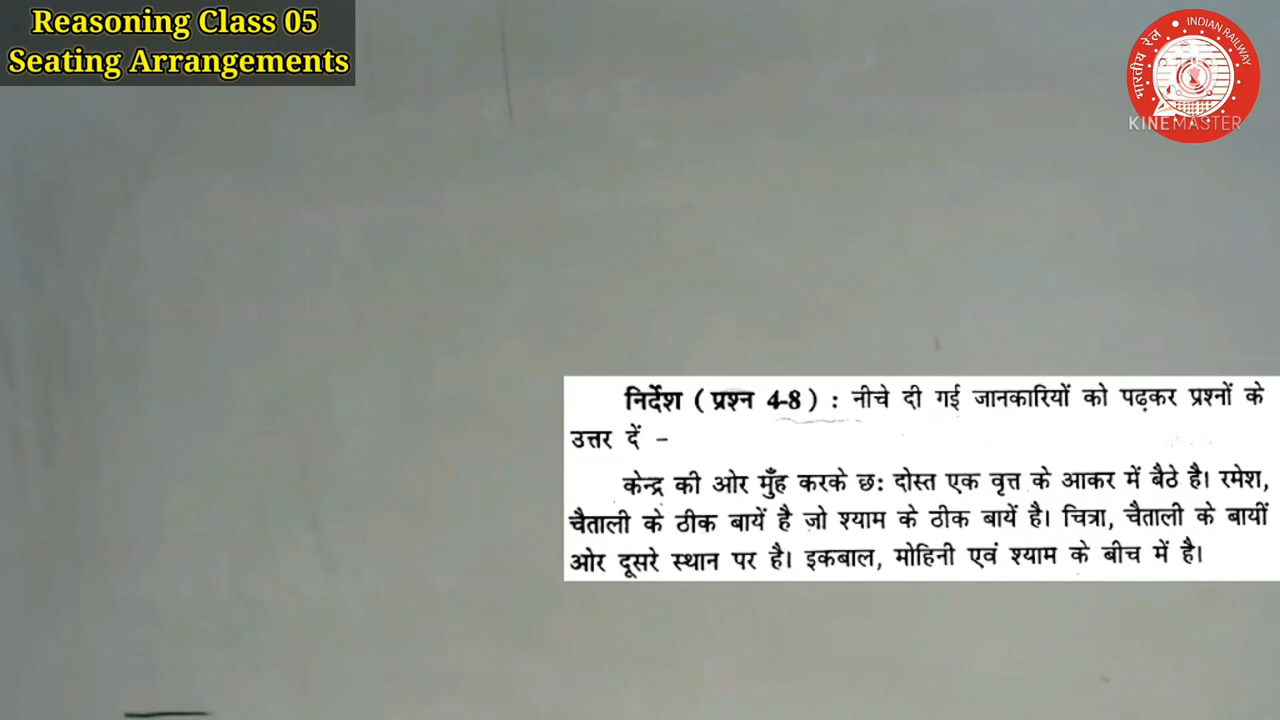 Reasoning Class 05
Seating Arrangements
भारतीय रेल
INDIAN RAILWAY
KINEMASTER
निर्देश ( प्रश्न 4-8 ) : नीचे दी गई जानकारियों को पढ़कर प्रश्नों के
उत्तर दें –
केन्द्र की ओर मुँह करके छ: दोस्त एक वृत्त के आकर में बैठे है। रमेश,
चैताली के ठीक बायें है जो श्याम के ठीक बायें है। चित्रा, चैताली के बायीं
ओर दूसरे स्थान पर है। इकबाल, मोहिनी एवं श्याम के बीच में है।